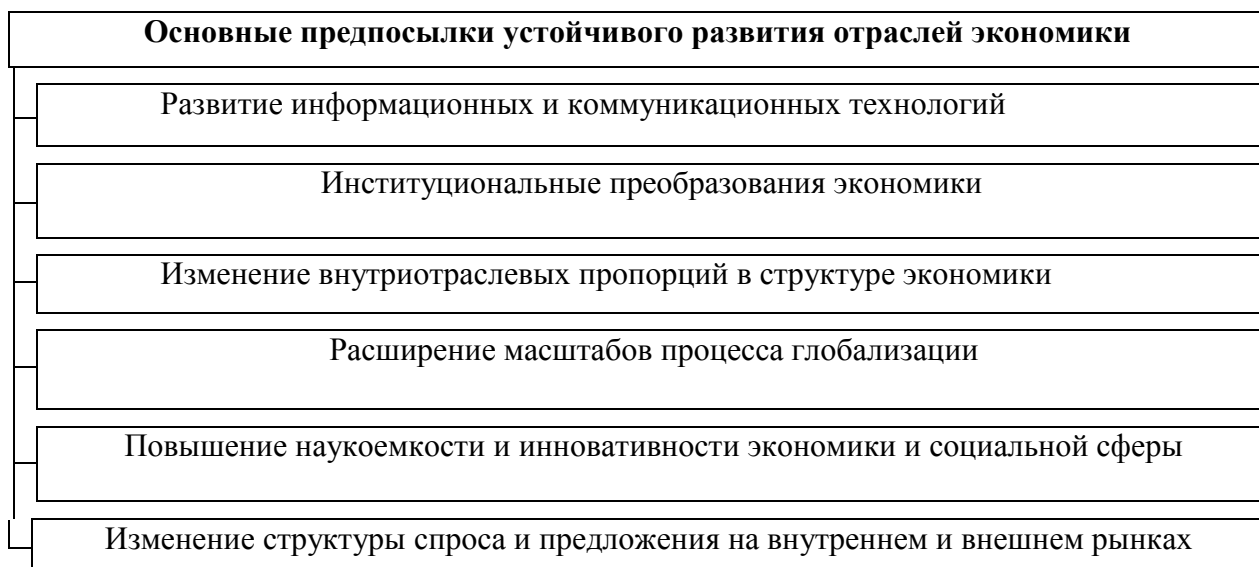 Основные предпосылки устойчивого развития отраслей экономики
Развитие информационных и коммуникационных технологий
Институциональные преобразования экономики
Изменение внутриотраслевых пропорций в структуре экономики
Расширение масштабов процесса глобализации
Повышение наукоемкости и инновативности экономики и социальной сферы
Изменение структуры спроса и предложения на внутреннем и внешнем рынках